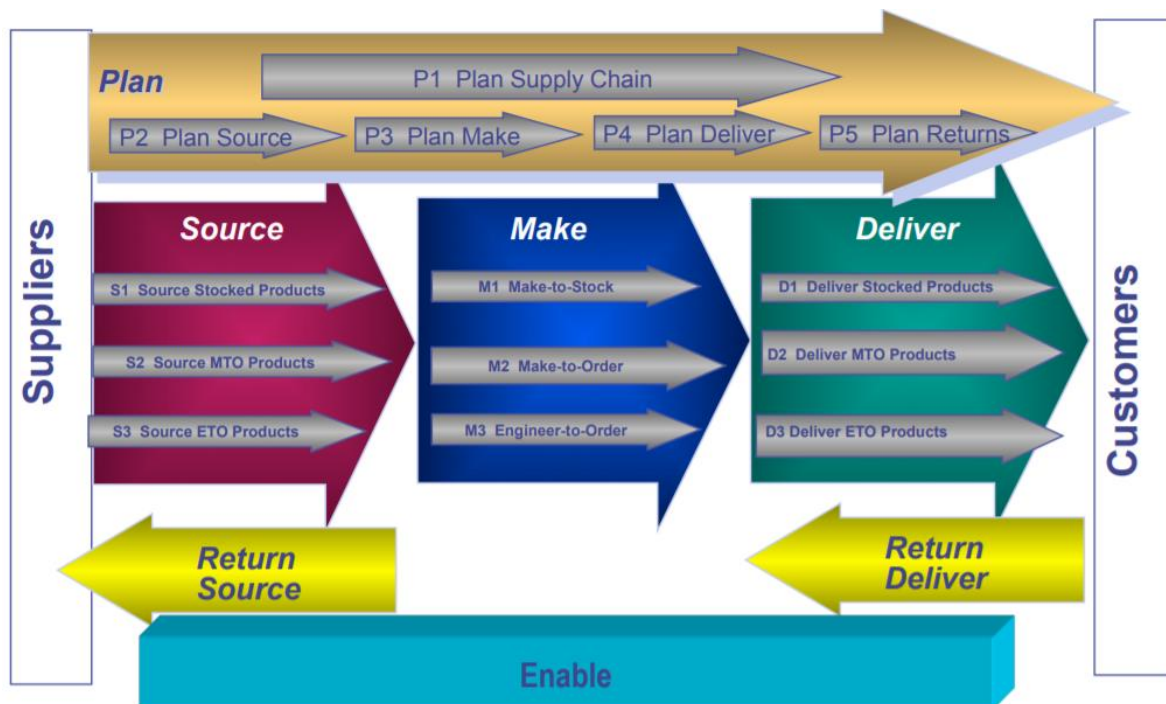 Suppliers
Plan
P1 Plan Supply Chain
P2 Plan Source
P3 Plan Make
P4 Plan Deliver
P5 Plan Returns
Source
S1 Source Stocked Products
S2 Source MTO Products
S3 Source ETO Products
Make
M1 Make-to-Stock
M2 Make-to-Order
M3 Engineer-to-Order
Deliver
D1 Deliver Stocked Products
D2 Deliver MTO Products
D3 Deliver ETO Products
Customers
Return
Source
Return
Deliver
Enable